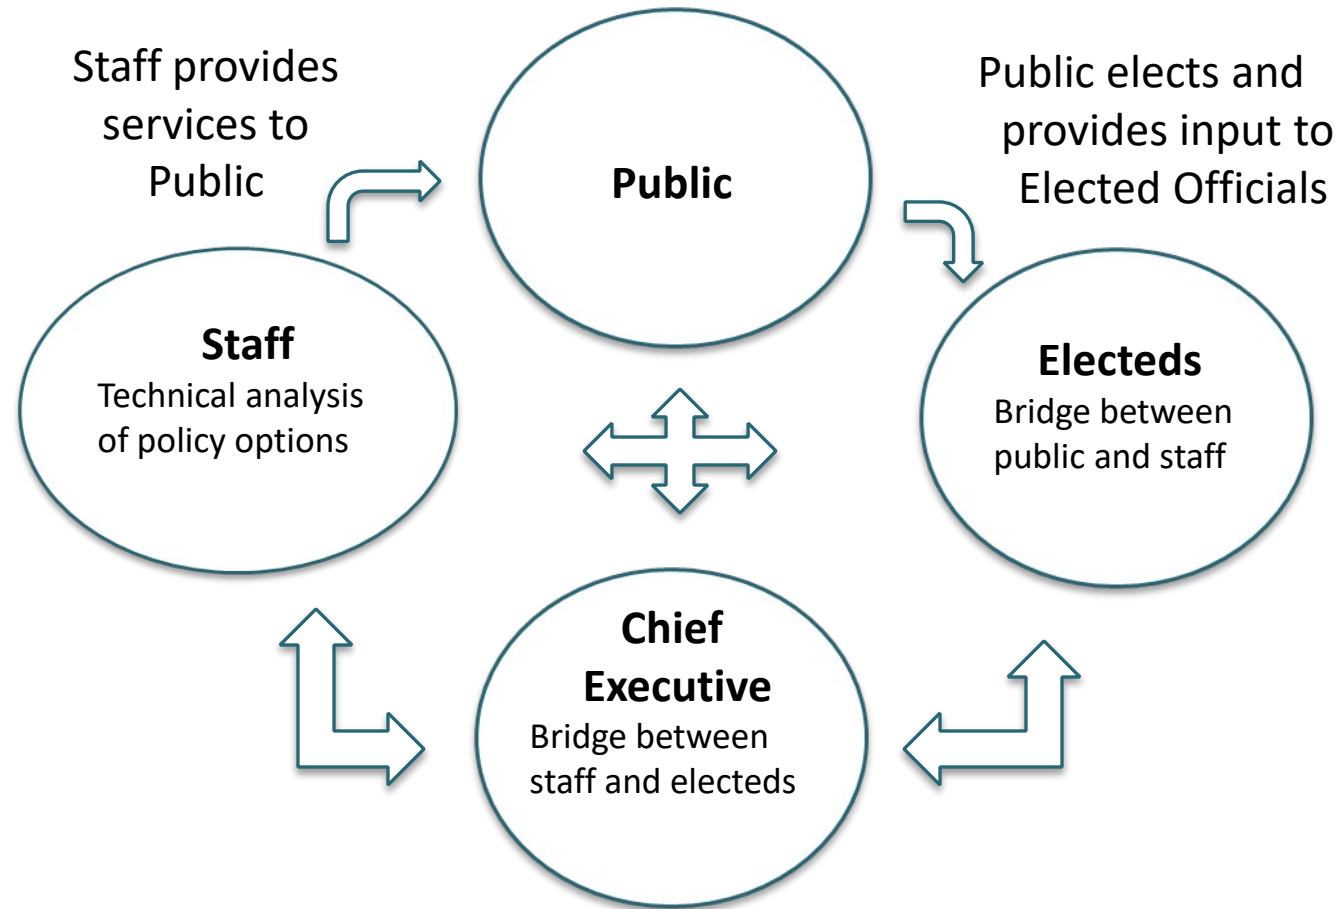 Staff provides
services to
Public
Public
Public elects and
provides input to
Elected Officials
Staff
Technical analysis
of policy options
Electeds
Bridge between
public and staff
Chief
Executive
Bridge between
staff and electeds